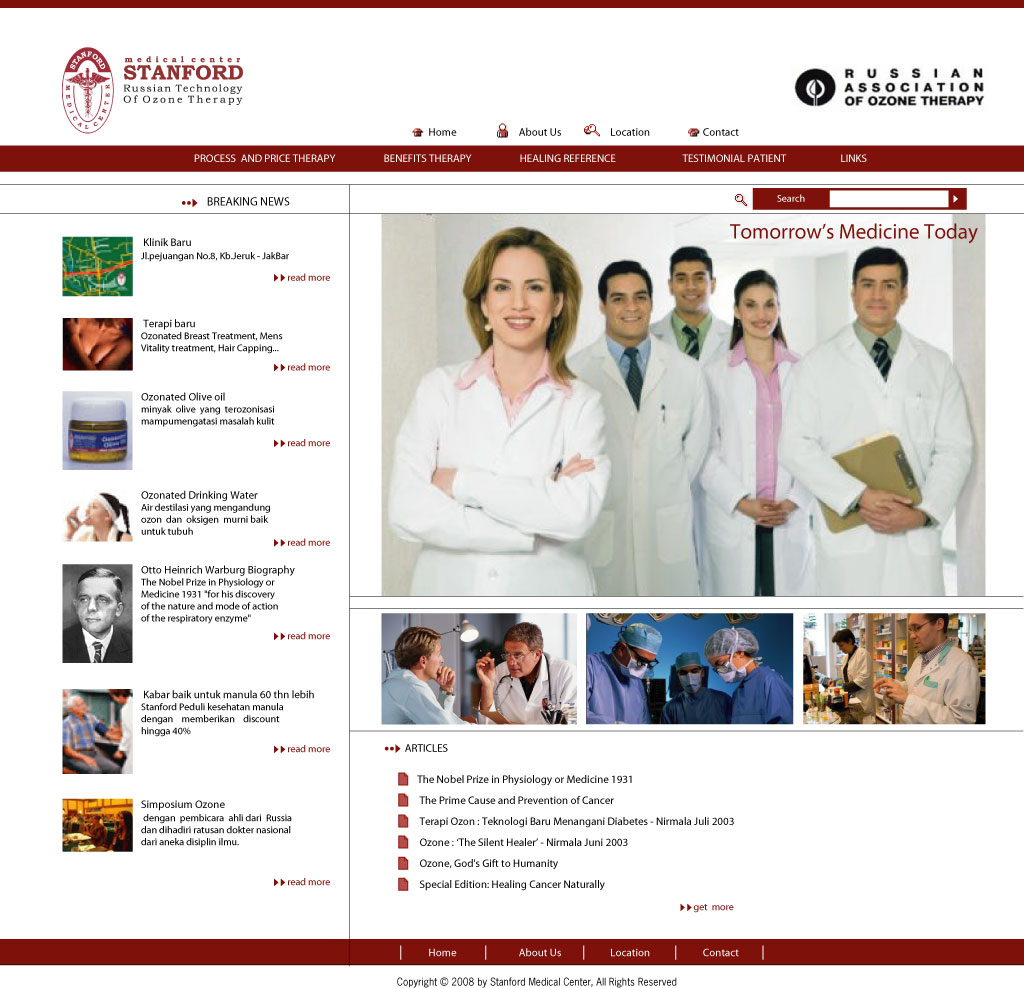 STANFORD
MEDICAL CENTER
medical center
STANFORD
Russian Technology
Of Ozone Therapy
RUSSIAN
ASSOCIATION
OF OZONE THERAPY
Home About Us Location Contact
PROCESS AND PRICE THERAPY BENEFITS THERAPY HEALING REFERENCE TESTIMONIAL PATIENT LINKS
BREAKING NEWS
Search
Tomorrow's Medicine Today
Klinik Baru
Jl.pejuangan No.8, Kb.Jeruk - JakBar
read more
Terapi baru
Ozonated Breast Treatment, Mens
Vitality treatment, Hair Capping...
read more
Ozonated Olive oil
minyak olive yang terozonisasi
mampumengatasi masalah kulit
read more
Ozonated Drinking Water
Air destilasi yang mengandung
ozon dan oksigen murni baik
untuk tubuh
read more
Otto Heinrich Warburg Biography
The Nobel Prize in Physiology or
Medicine 1931 "for his discovery
of the nature and mode of action
of the respiratory enzyme"
read more
Kabar baik untuk manula 60 thn lebih
Stanford Peduli kesehatan manula
dengan memberikan discount
hingga 40%
read more
Simposium Ozone
dengan pembicara ahli dari Russia
dan dihadiri ratusan dokter nasional
dari aneka disiplin ilmu.
read more
ARTICLES
The Nobel Prize in Physiology or Medicine 1931
The Prime Cause and Prevention of Cancer
Terapi Ozon : Teknologi Baru Menangani Diabetes - Nirmala Juli 2003
Ozone : 'The Silent Healer' - Nirmala Juni 2003
Ozone, God's Gift to Humanity
Special Edition: Healing Cancer Naturally
get more
Home About Us Location Contact
Copyright © 2008 by Stanford Medical Center, All Rights Reserved